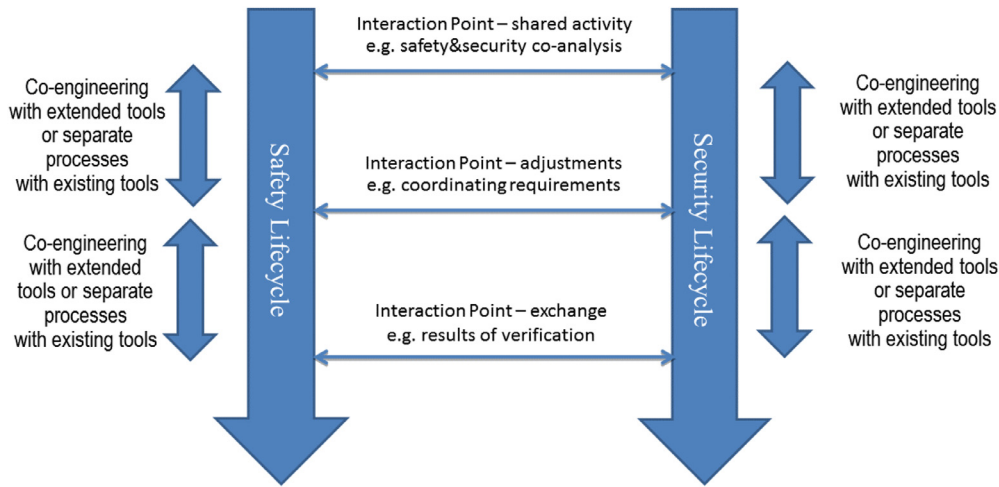 Interaction Point – shared activity
e.g. safety&security co-analysis
Co-engineering
with extended tools
or separate
processes
with existing tools
Co-engineering
with extended tools
or separate
processes
with existing tools
Safety Lifecycle
Security Lifecycle
Interaction Point – adjustments
e.g. coordinating requirements
Co-engineering
with extended
tools or separate
processes
with existing tools
Co-engineering
with extended tools
or separate
processes
with existing tools
Interaction Point – exchange
e.g. results of verification